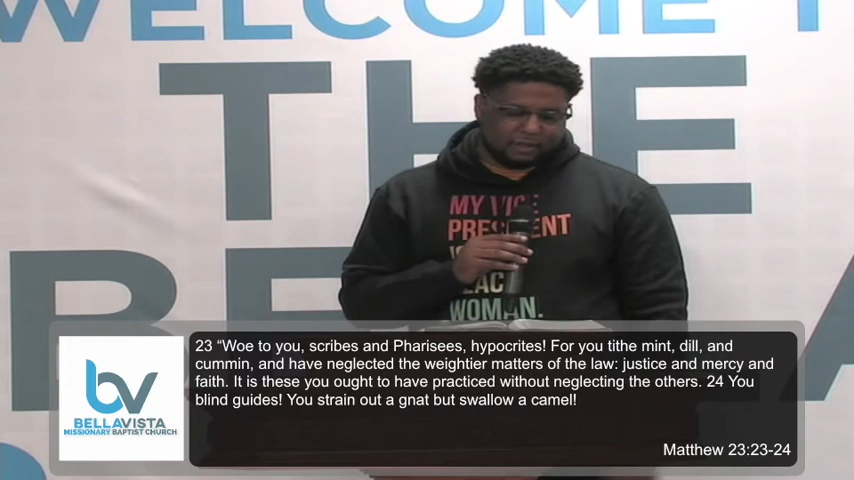 WELCOME T
THE
BE
MY VICE
PRESIDENT
WOMAN.
23 “Woe to you, scribes and Pharisees, hypocrites! For you tithe mint, dill, and
cummin, and have neglected the weightier matters of the law: justice and mercy and
faith. It is these you ought to have practiced without neglecting the others. 24 You
blind guides! You strain out a gnat but swallow a camel!
Matthew 23:23-24
bv
BELLAVISTA
MISSIONARY BAPTIST CHURCH